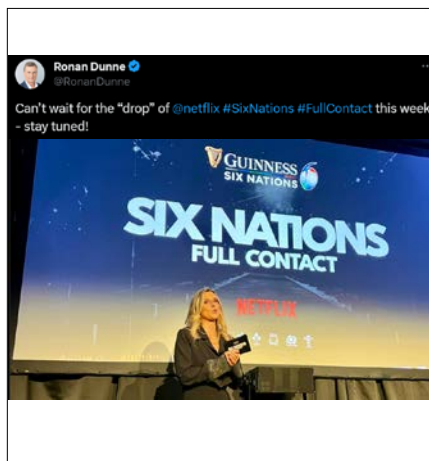 Ronan Dunne
@RonanDunne
Can't wait for the “drop” of @netflix #SixNations #FullContact this week
- stay tuned!
GUINNESS
SIX NATIONS
SIX NATIONS
FULL CONTACT
NETFLIX